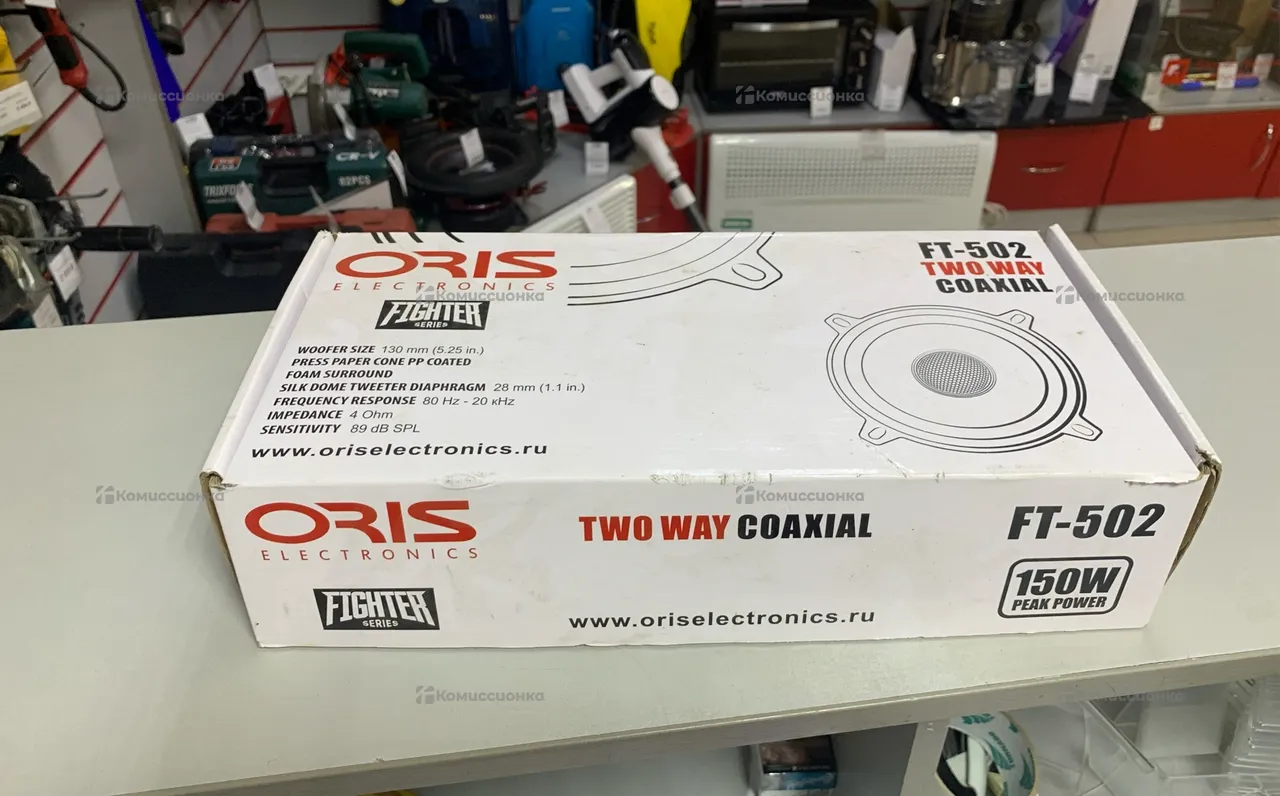 ORIS
ELECTRONICS
FIGHTER
SERIES
WOOFER SIZE 130 mm (5.25 in.)
PRESS PAPER CONE PP COATED
FOAM SURROUND
SILK DOME TWEETER DIAPHRAGM 28 mm (1.1 in.)
FREQUENCY RESPONSE 80 Hz - 20 кHz
IMPEDANCE 4 Ohm
SENSITIVITY 89 dB SPL
www.oriselectronics.ru
FT-502
TWO WAY
COAXIAL
ORIS
ELECTRONICS
FIGHTER
SERIES
TWO WAY COAXIAL
www.oriselectronics.ru
FT-502
150W
PEAK POWER
CR-V
82PCS
Комиссионка
Комиссионка
Комиссионка
Комиссионка
Комиссионка
Комиссионка
Комиссионка
Комиссионка